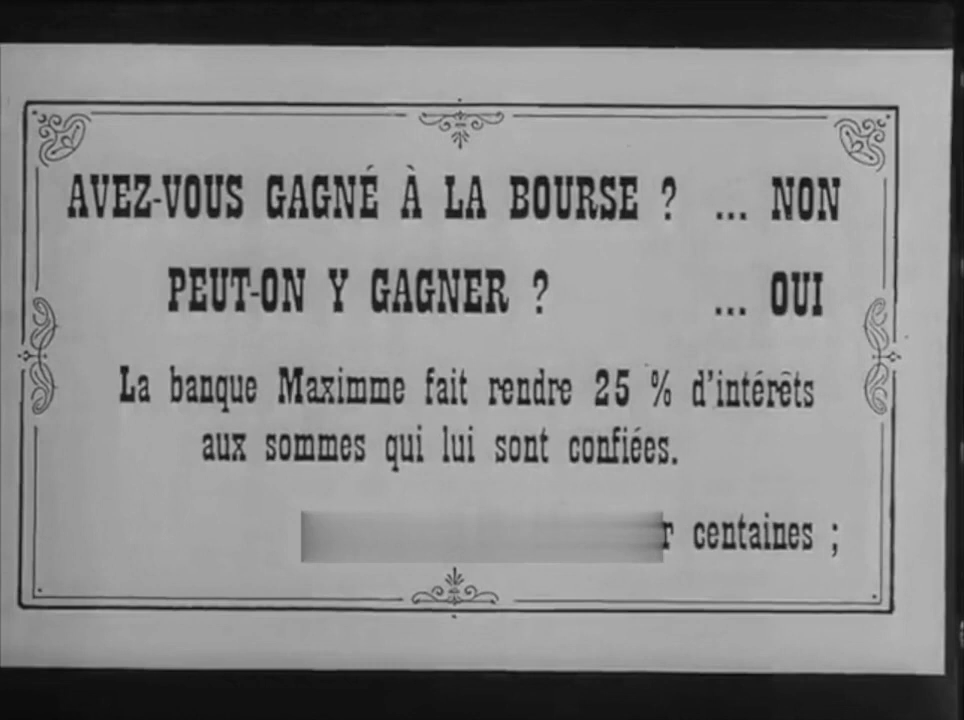 AVEZ-VOUS GAGNÉ À LA BOURSE ? ... NON
PEUT-ON Y GAGNER ? ... OUI
La banque Maximme fait rendre 25 % d'intérêts
aux sommes qui lui sont confiées.
centaines ;